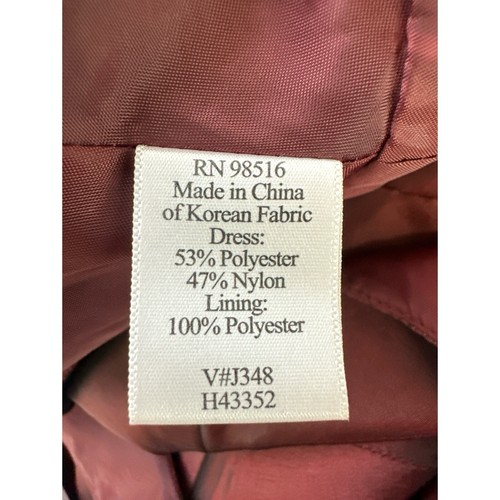 RN 98516
Made in China
of Korean Fabric
Dress:
53% Polyester
47% Nylon
Lining:
100% Polyester
V#J348
H43352